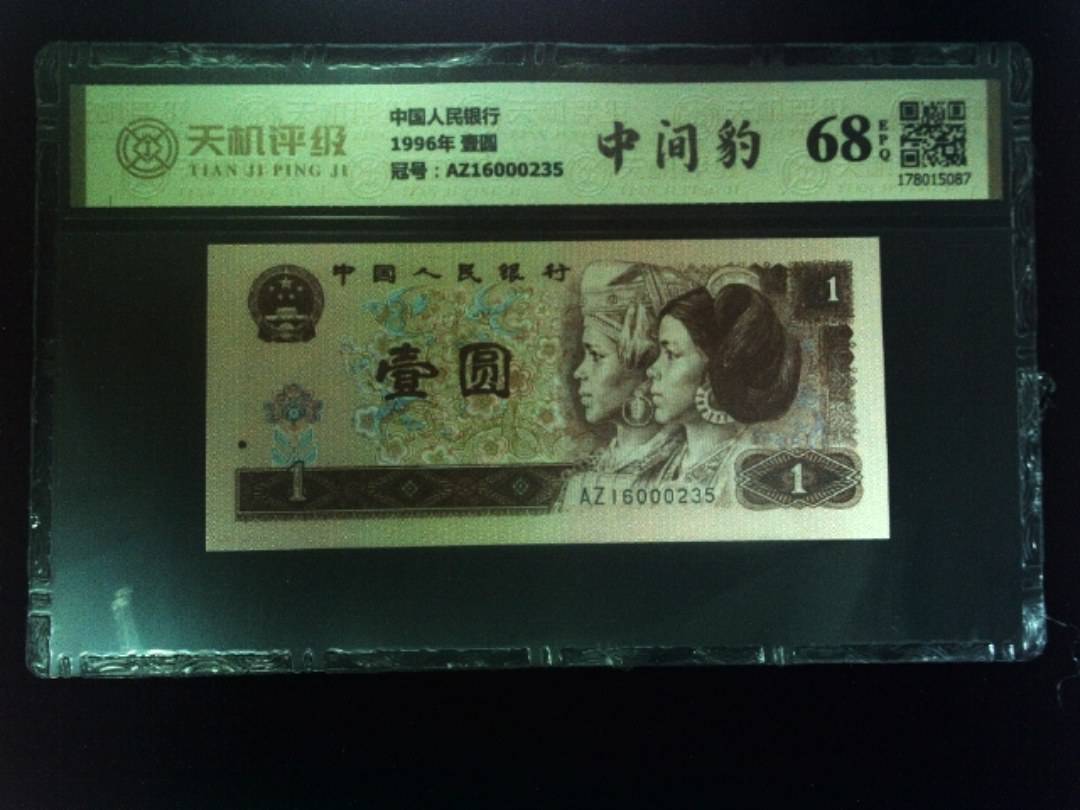 天机评级
TIAN JI PING JI
中国人民银行
1996年 壹圆
冠号：AZ16000235
中间豹
68
EPQ
178015087
中国人民银行
1
壹圆
1
AZ16000235
1